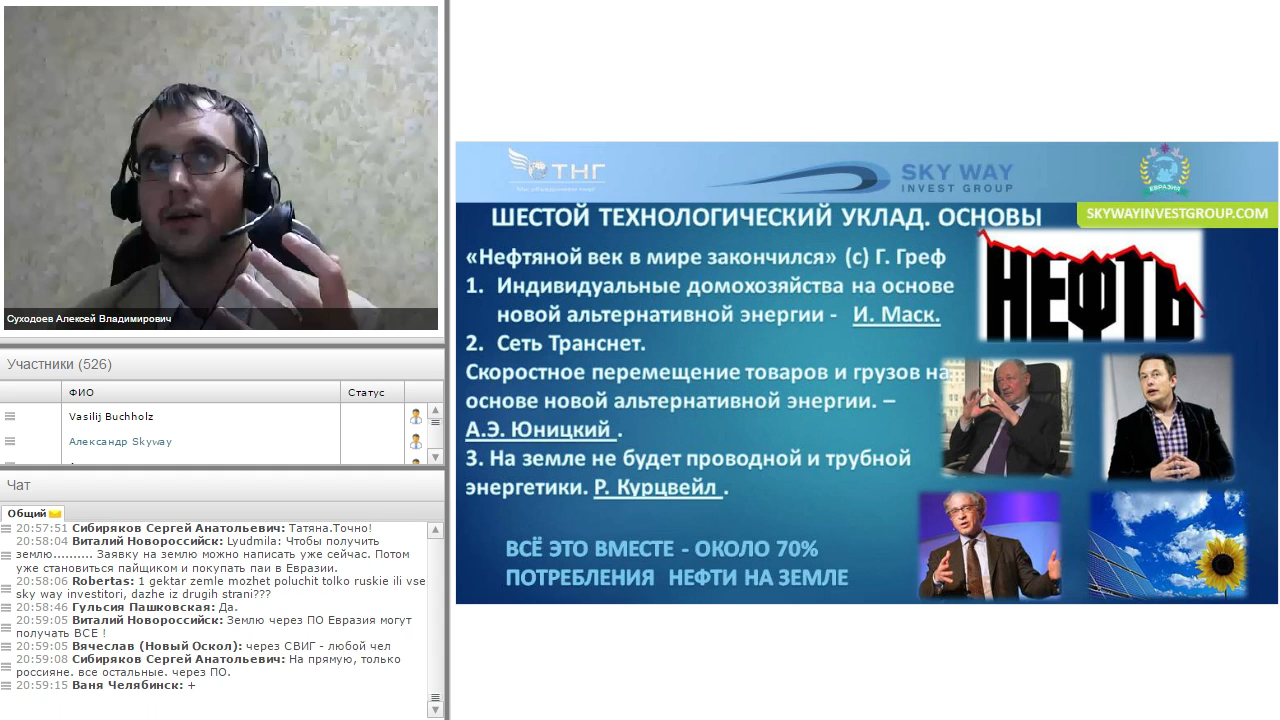 Суходоев Алексей Владимирович
Участники (526)
ФИО
Статус
Vasilij Buchholz
Александр Skyway
Чат
Общий
20:57:51 Сибиряков Сергей Анатольевич: Татяна.Точно!
20:58:04 Виталий Новороссийск: Lyudmila: Чтобы получить
землю.......... Заявку на землю можно написать уже сейчас. Потом
уже становиться пайщиком и покупать паи в Евразии.
20:58:06 Robertas: 1 gektar zemle mozhet poluchit tolko ruskie ili vse
sky way investitori, dazhe iz drugih strani???
20:58:46 Гульсия Пашковская: Да.
20:59:05 Виталий Новороссийск: Землю через ПО Евразия могут
получать ВСЕ !
20:59:05 Вячеслав (Новый Оскол): через СВИГ - любой чел
20:59:08 Сибиряков Сергей Анатольевич: На прямую, только
россияне. все остальные. через ПО.
20:59:15 Ваня Челябинск: +
ТНГ
SKY WAY
INVEST GROUP
ЕВРАЗИЯ
SKYWAYINVESTGROUP.COM
ШЕСТОЙ ТЕХНОЛОГИЧЕСКИЙ УКЛАД. ОСНОВЫ
«Нефтяной век в мире закончился» (с) Г. Греф
1. Индивидуальные домохозяйства на основе
новой альтернативной энергии - И. Маск.
2. Сеть Транснет.
Скоростное перемещение товаров и грузов на
основе новой альтернативной энергии. –
А.Э. Юницкий .
3. На земле не будет проводной и трубной
энергетики. Р. Курцвейл .
ВСЁ ЭТО ВМЕСТЕ - ОКОЛО 70%
ПОТРЕБЛЕНИЯ НЕФТИ НА ЗЕМЛЕ
НЕФТЬ